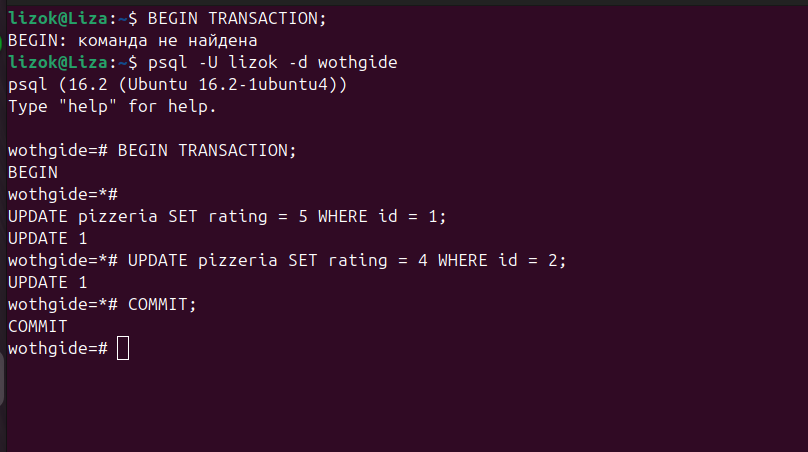 lizok@Liza:~$ BEGIN TRANSACTION;
BEGIN: команда не найдена
lizok@Liza:~$ psql -U lizok -d wothgide
psql (16.2 (Ubuntu 16.2-1ubuntu4))
Type "help" for help.
wothgide=# BEGIN TRANSACTION;
BEGIN
wothgide=*#
UPDATE pizzeria SET rating = 5 WHERE id = 1;
UPDATE 1
wothgide=*# UPDATE pizzeria SET rating = 4 WHERE id = 2;
UPDATE 1
wothgide=*# COMMIT;
COMMIT
wothgide=#